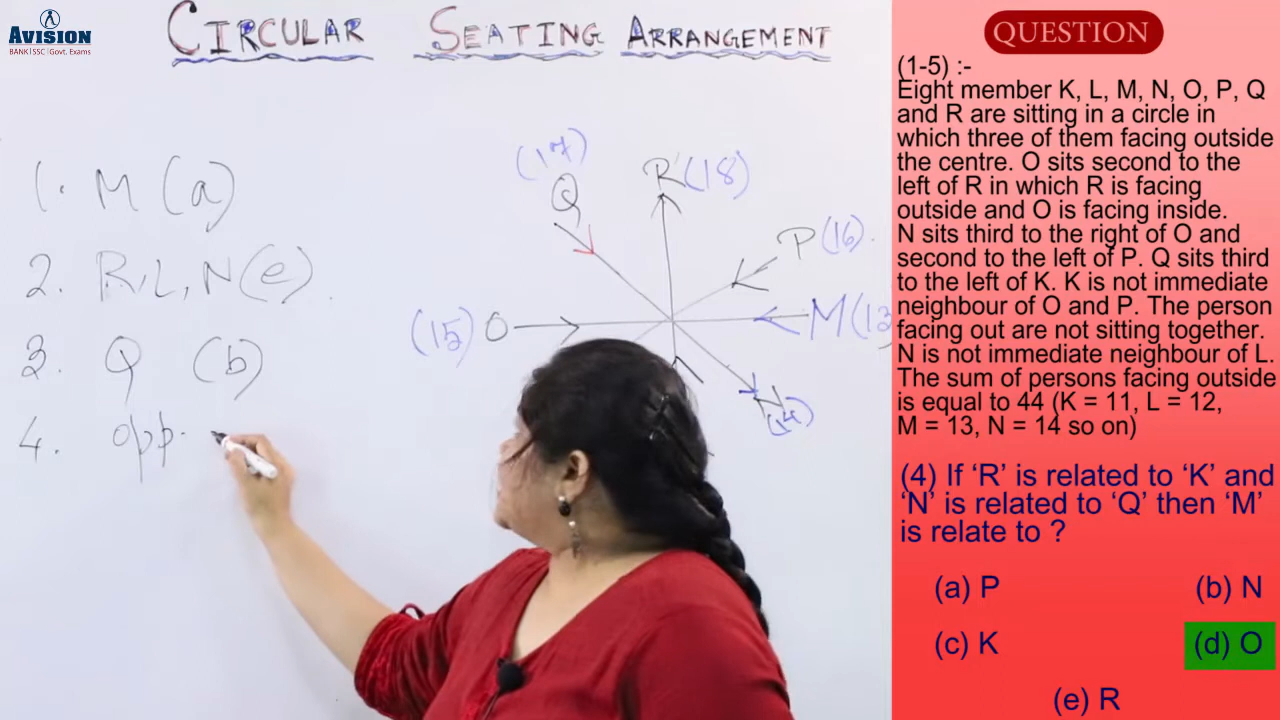 AVISION
BANK|SSC|Govt. Exams
CIRCULAR SEATING ARRANGEMENT
1. M (a)
2. R, L, N (e)
3. Q (b)
4. opp.
(17)
Q
R (18)
P (16)
(15) O
M (13
N
(14)
QUESTION
(1-5) :-
Eight member K, L, M, N, O, P, Q
and R are sitting in a circle in
which three of them facing outside
the centre. O sits second to the
left of R in which R is facing
outside and O is facing inside.
N sits third to the right of O and
second to the left of P. Q sits third
to the left of K. K is not immediate
neighbour of O and P. The person
facing out are not sitting together.
N is not immediate neighbour of L.
The sum of persons facing outside
is equal to 44 (K = 11, L = 12,
M = 13, N = 14 so on)
(4) If ‘R’ is related to ‘K’ and
‘N’ is related to ‘Q’ then ‘M’
is relate to ?
(a) P
(b) N
(c) K
(d) O
(e) R